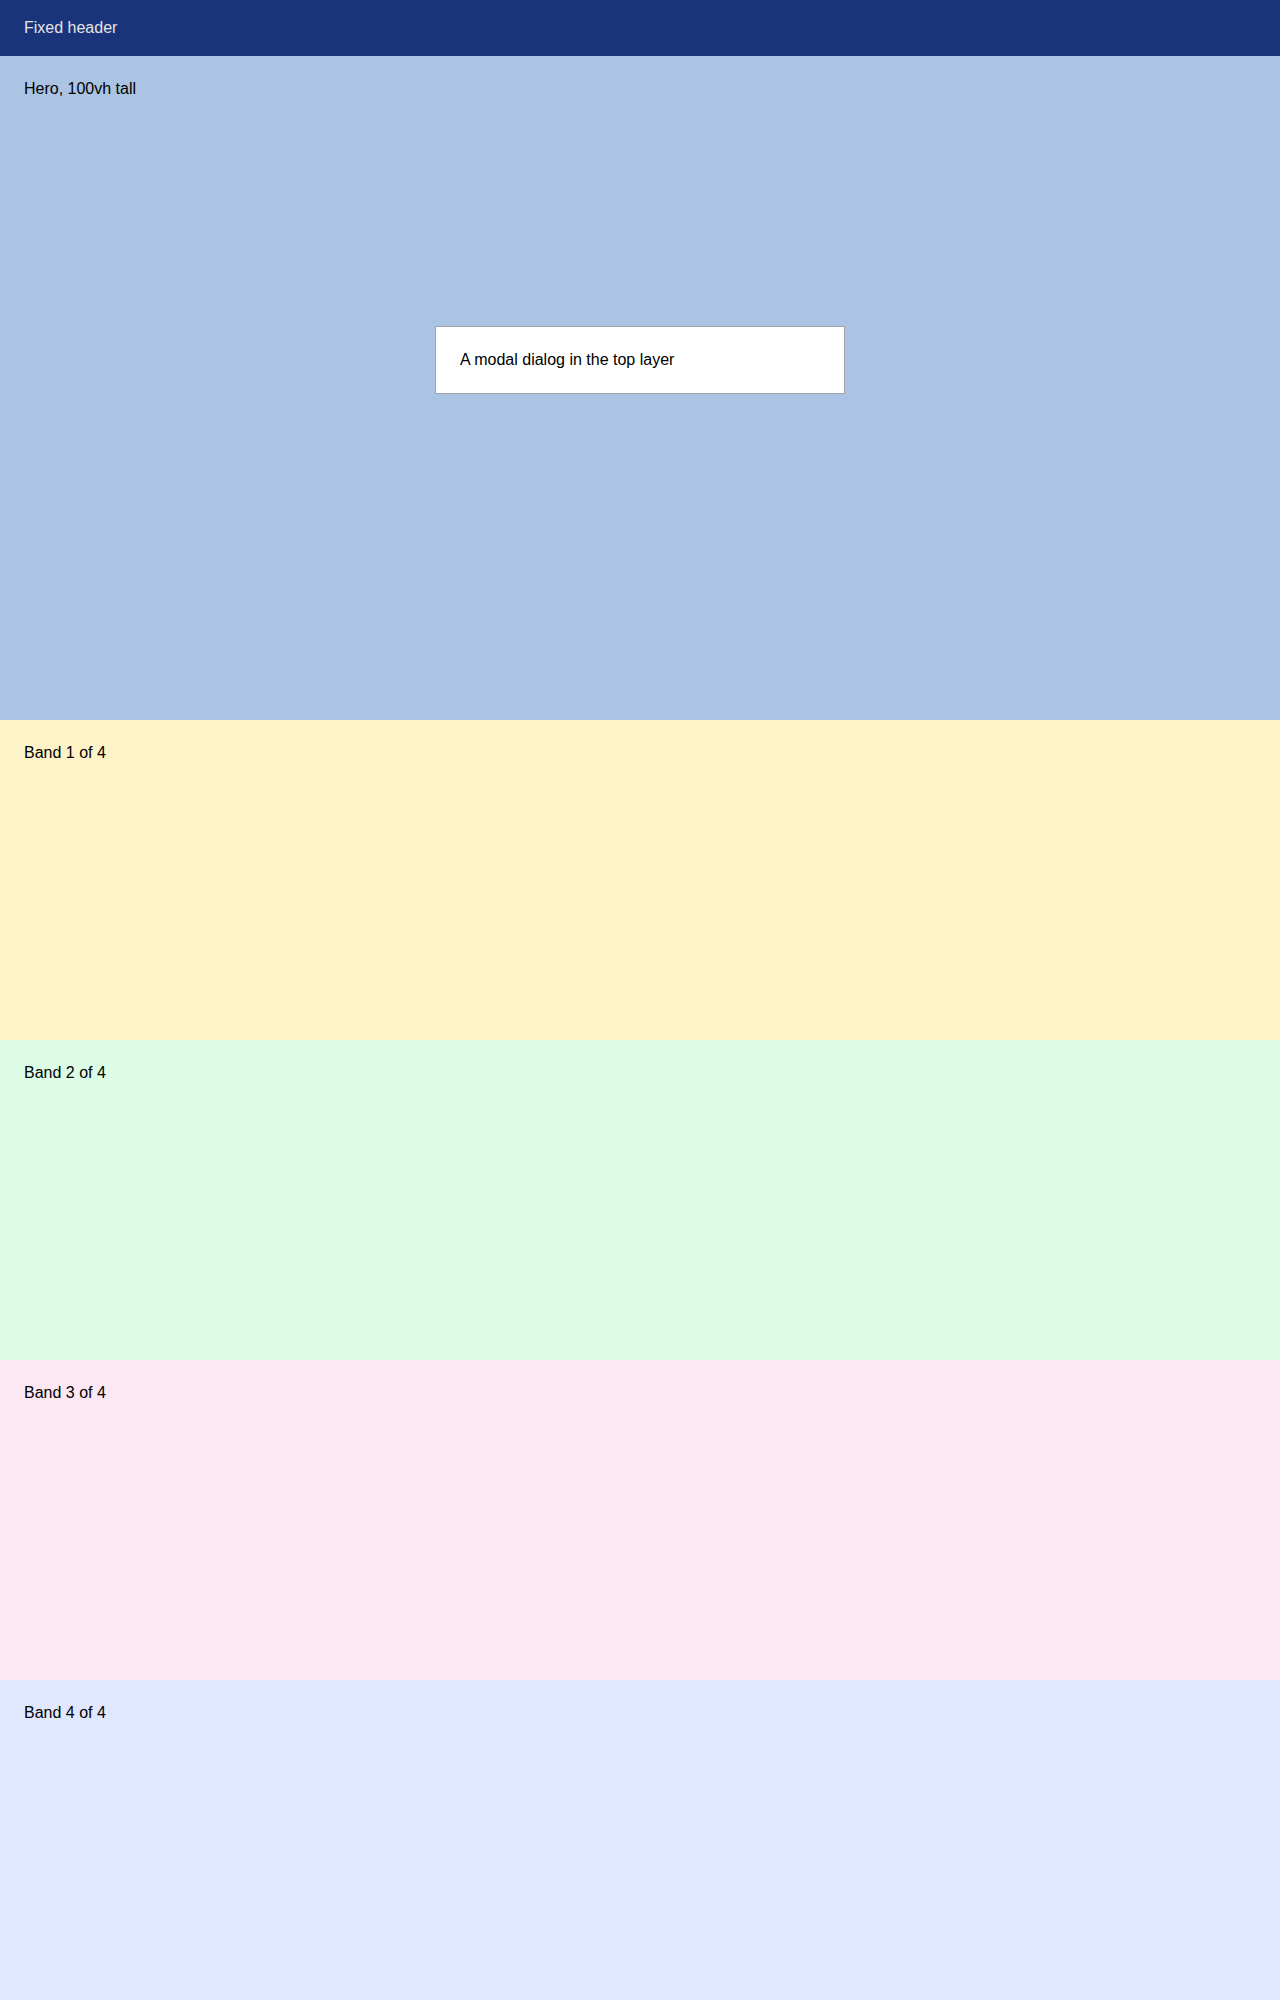 Fixed header
Hero, 100vh tall
A modal dialog in the top layer
Band 1 of 4
Band 2 of 4
Band 3 of 4
Band 4 of 4